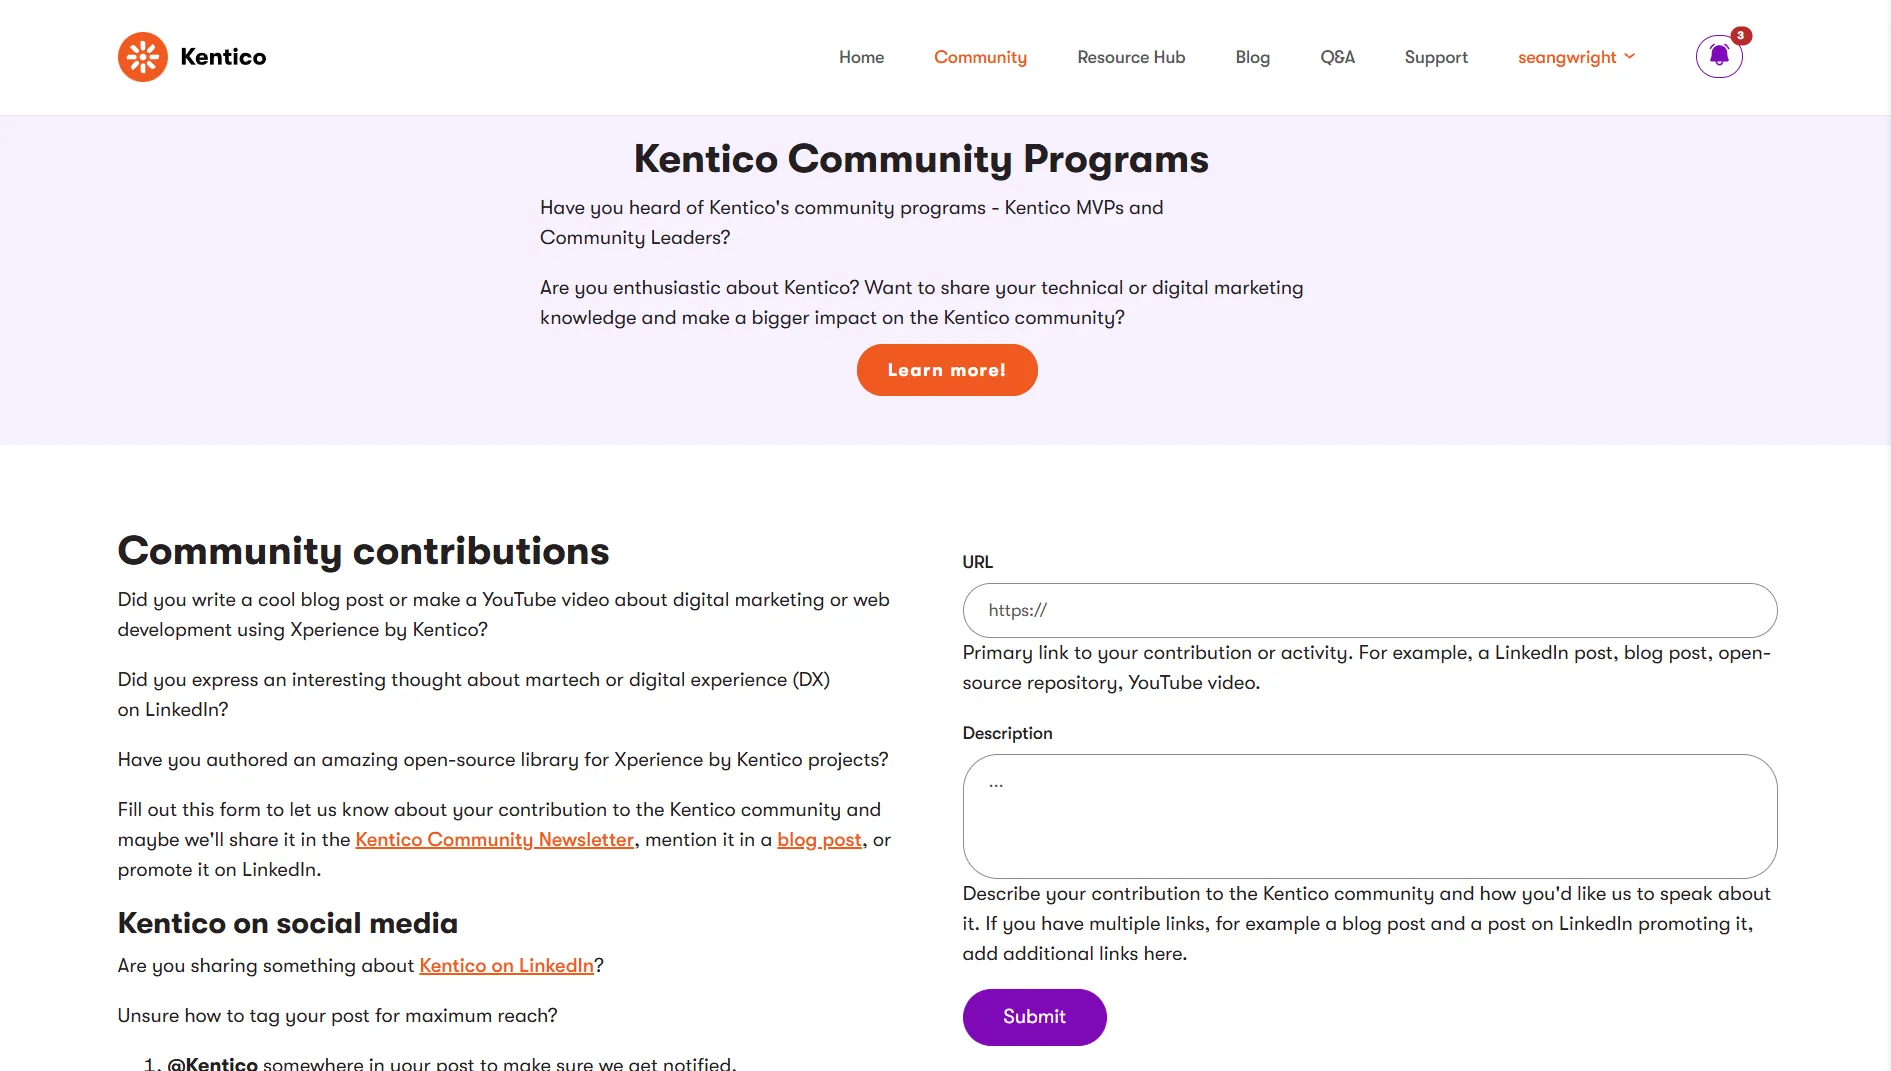 Kentico
Home
Community
Resource Hub
Blog
Q&A
Support
seangwright
3
Kentico Community Programs
Have you heard of Kentico's community programs - Kentico MVPs and
Community Leaders?
Are you enthusiastic about Kentico? Want to share your technical or digital marketing
knowledge and make a bigger impact on the Kentico community?
Learn more!
Community contributions
Did you write a cool blog post or make a YouTube video about digital marketing or web
development using Xperience by Kentico?
Did you express an interesting thought about martech or digital experience (DX)
on LinkedIn?
Have you authored an amazing open-source library for Xperience by Kentico projects?
Fill out this form to let us know about your contribution to the Kentico community and
maybe we'll share it in the Kentico Community Newsletter, mention it in a blog post, or
promote it on LinkedIn.
Kentico on social media
Are you sharing something about Kentico on LinkedIn?
Unsure how to tag your post for maximum reach?
1. @Kentico somewhere in your post to make sure we get notified.
URL
https://
Primary link to your contribution or activity. For example, a LinkedIn post, blog post, open-
source repository, YouTube video.
Description
...
Describe your contribution to the Kentico community and how you'd like us to speak about
it. If you have multiple links, for example a blog post and a post on LinkedIn promoting it,
add additional links here.
Submit